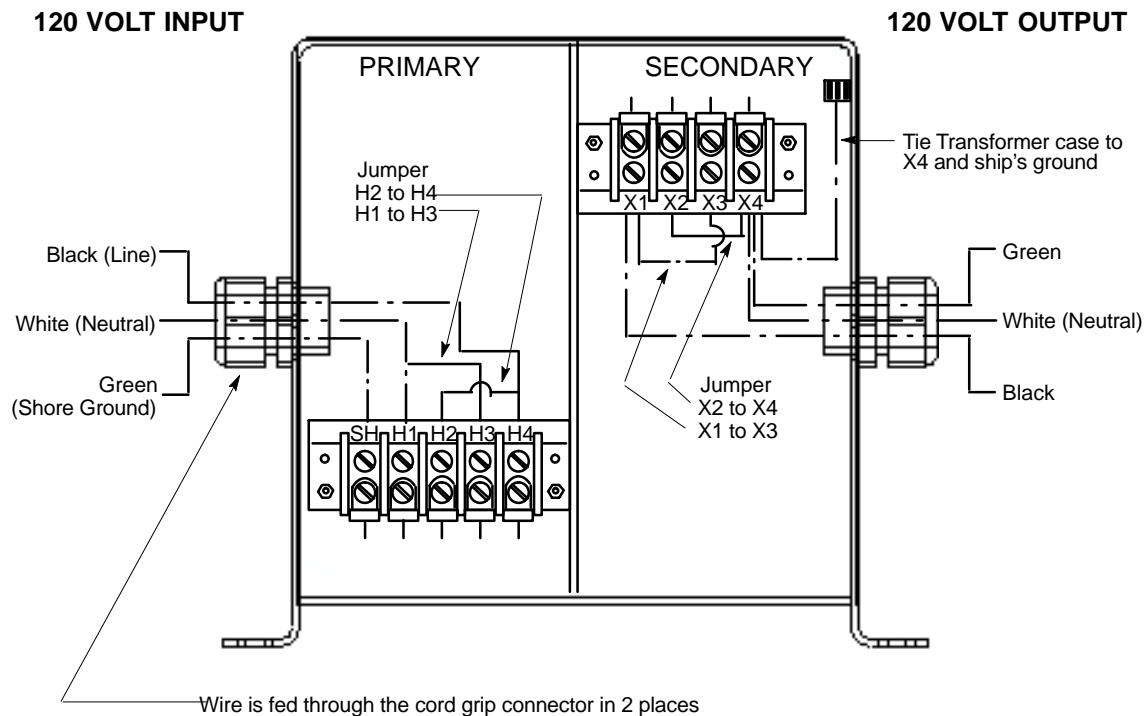 120 VOLT INPUT
120 VOLT OUTPUT
PRIMARY
SECONDARY
Tie Transformer case to
X4 and ship's ground
Jumper
H2 to H4
H1 to H3
X1 X2 X3 X4
Black (Line)
White (Neutral)
Green
(Shore Ground)
Green
White (Neutral)
Black
Jumper
X2 to X4
X1 to X3
SH H1 H2 H3 H4
Wire is fed through the cord grip connector in 2 places